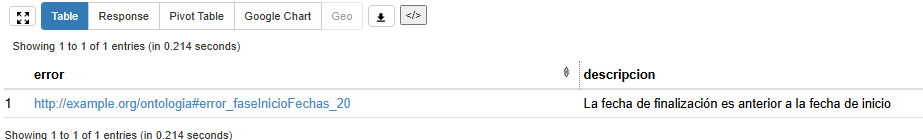 Table Response Pivot Table Google Chart Geo </>
Showing 1 to 1 of 1 entries (in 0.214 seconds)
error descripcion
1 http://example.org/ontologia#error_faseInicioFechas_20 La fecha de finalización es anterior a la fecha de inicio
Showing 1 to 1 of 1 entries (in 0.214 seconds)